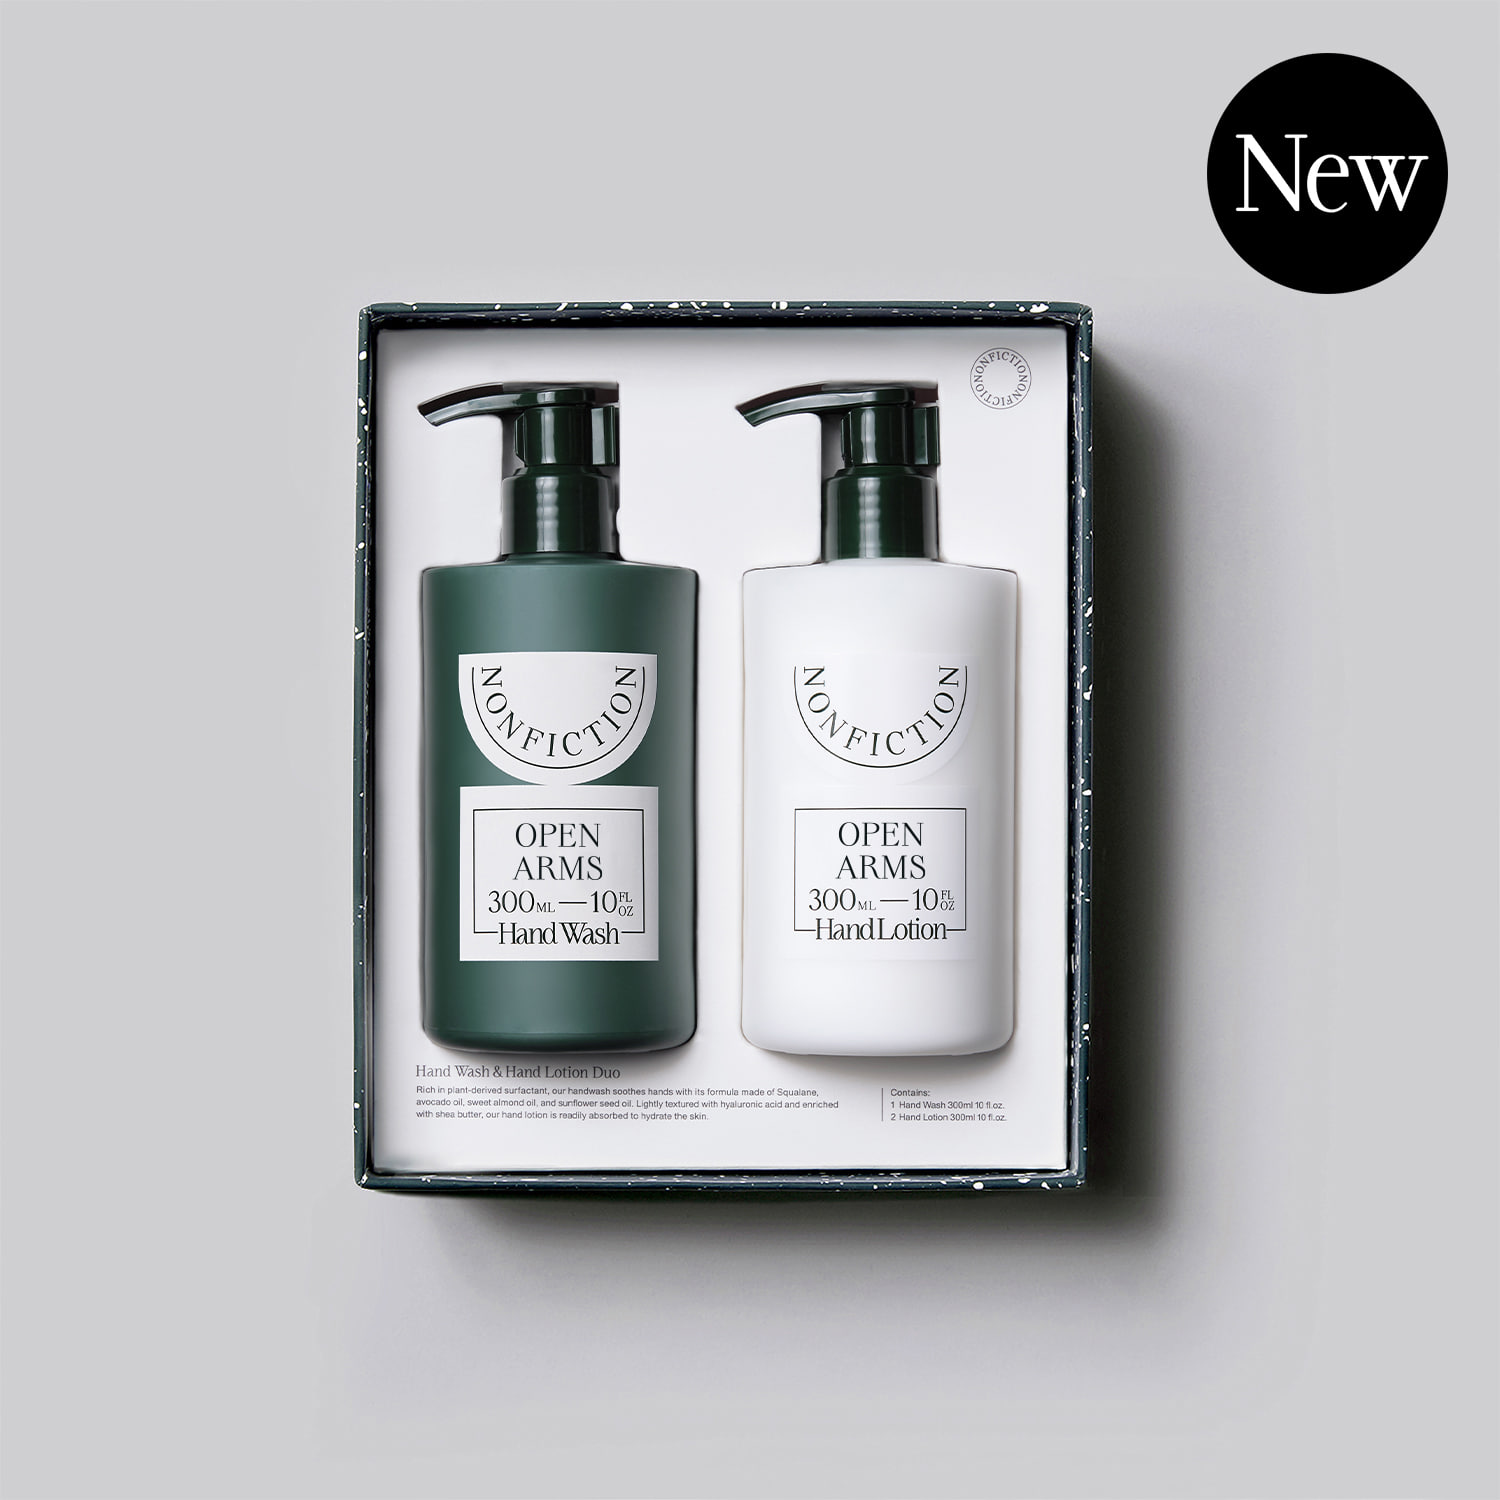 New
NONFICTIONONFICTIONONFICTION
NONFICTION
OPEN
ARMS
300ML—10FL OZ
Hand Wash
NONFICTION
OPEN
ARMS
300ML—10FL OZ
Hand Lotion
Hand Wash & Hand Lotion Duo
Rich in plant-derived surfactant, our handwash soothes hands with its formula made of Squalane,
avocado oil, sweet almond oil, and sunflower seed oil. Lightly textured with hyaluronic acid and enriched
with shea butter, our hand lotion is readily absorbed to hydrate the skin.
Contains:
1 Hand Wash 300ml 10 fl.oz.
2 Hand Lotion 300ml 10 fl.oz.